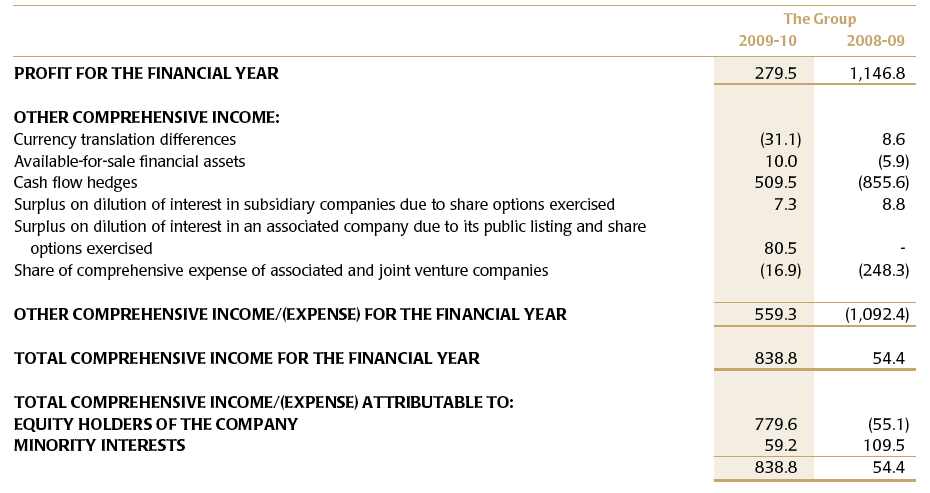 The Group
2009-10 2008-09
PROFIT FOR THE FINANCIAL YEAR 279.5 1,146.8
OTHER COMPREHENSIVE INCOME:
Currency translation differences (31.1) 8.6
Available-for-sale financial assets 10.0 (5.9)
Cash flow hedges 509.5 (855.6)
Surplus on dilution of interest in subsidiary companies due to share options exercised 7.3 8.8
Surplus on dilution of interest in an associated company due to its public listing and share
options exercised 80.5 -
Share of comprehensive expense of associated and joint venture companies (16.9) (248.3)
OTHER COMPREHENSIVE INCOME/(EXPENSE) FOR THE FINANCIAL YEAR 559.3 (1,092.4)
TOTAL COMPREHENSIVE INCOME FOR THE FINANCIAL YEAR 838.8 54.4
TOTAL COMPREHENSIVE INCOME/(EXPENSE) ATTRIBUTABLE TO:
EQUITY HOLDERS OF THE COMPANY 779.6 (55.1)
MINORITY INTERESTS 59.2 109.5
838.8 54.4